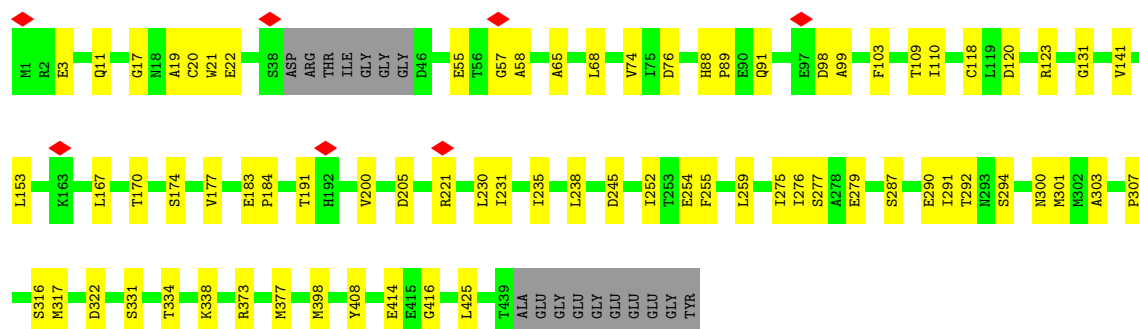 M1 R2 E3 Q11 G17 N18 A19 C20 W21 E22 S38 ASP ARG THR ILE GLY GLY GLY D46 E55 T56 G57 A58 A65 L68 V74 I75 D76 H88 P89 E90 Q91 E97 D98 A99 F103 T109 I110 C118 L119 D120 R123 G131 V141
L153 K163 L167 T170 S174 V177 E183 P184 T191 H192 V200 D205 R221 L230 I231 I235 L238 D245 I252 T253 E254 F255 L259 I275 I276 S277 A278 E279 S287 E290 I291 T292 N293 S294 N300 M301 M302 A303 P307
S316 M317 D322 S331 T334 K338 R373 M377 M398 Y408 E414 E415 G416 L425 T439 ALA GLU GLY GLU GLY GLU GLU GLU GLY TYR